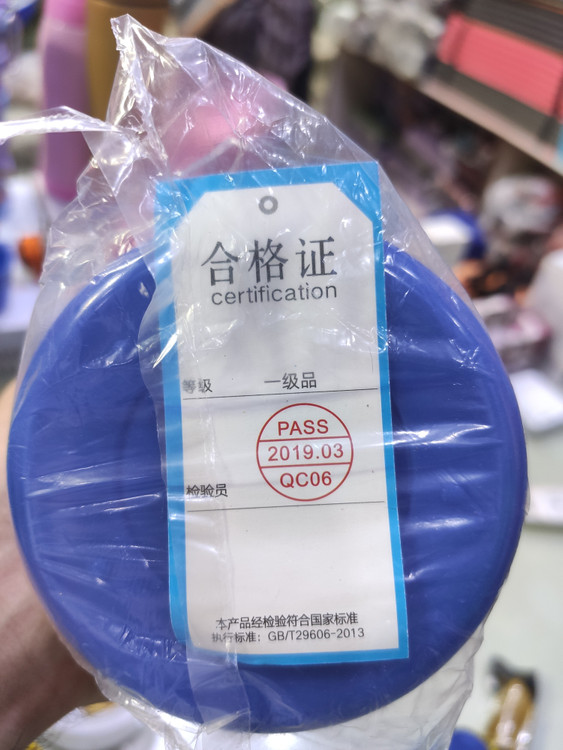 合格证
certification
等级 一级品
PASS
2019.03
QC06
检验员
本产品经检验符合国家标准
执行标准：GB/T29606-2013